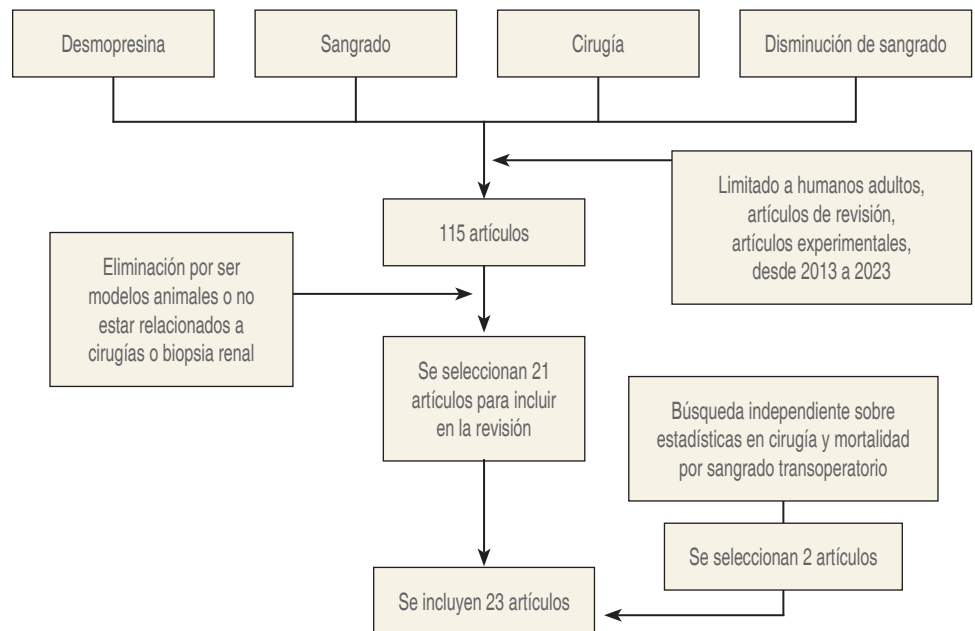 Desmopresina
Sangrado
Cirugía
Disminución de sangrado
Limitado a humanos adultos,
artículos de revisión,
artículos experimentales,
desde 2013 a 2023
115 artículos
Eliminación por ser
modelos animales o no
estar relacionados a
cirugías o biopsia renal
Se seleccionan 21
artículos para incluir
en la revisión
Búsqueda independiente sobre
estadísticas en cirugía y mortalidad
por sangrado transoperatorio
Se seleccionan 2 artículos
Se incluyen 23 artículos